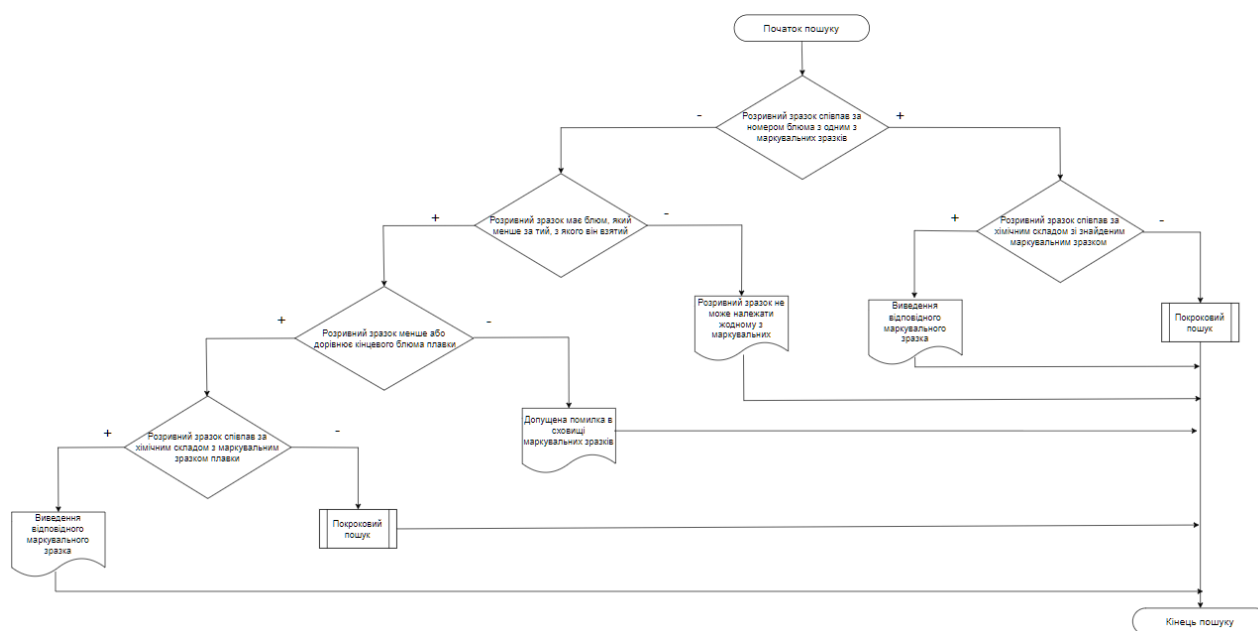 Початок пошуку
-
+
Розривний зразок співпав за
номером блюма з одним з
маркувальних зразків
+
-
Розривний зразок має блюм, який
менше за тий, з якого він взятий
+
-
Розривний зразок співпав за
хімічним складом зі знайденим
маркувальним зразком
+
-
Розривний зразок менше або
дорівнює кінцевого блюма плавки
Розривний зразок не
може належати
жодному з
маркувальних
Виведення
відповідного
маркувального
зразка
Покроковий
пошук
+
-
Розривний зразок співпав за
хімічним складом з маркувальним
зразком плавки
Допущена помилка в
сховищі
маркувальних зразків
Виведення
відповідного
маркувального
зразка
Покроковий
пошук
Кінець пошуку